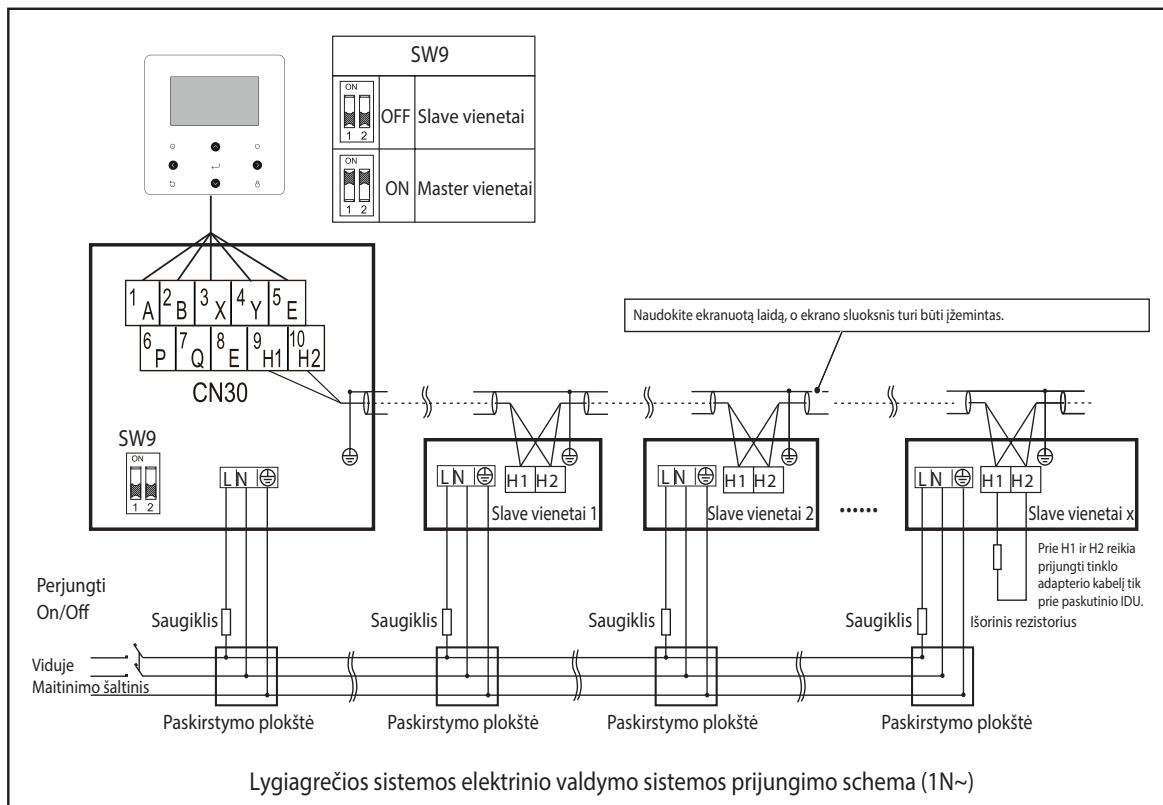 SW9
ON
1 2
OFF
Slave vienetai
ON
1 2
ON
Master vienetai
1 A
2 B
3 X
4 Y
5 E
6 P
7 Q
8 E
9 H1
10 H2
CN30
SW9
ON
1 2
L N
Naudokite ekranuotą laidą, o ekrano sluoksnis turi būti įžemintas.
H1 H2
L N
Slave vienetai 1
H1 H2
L N
Slave vienetai 2
......
H1 H2
L N
Slave vienetai x
Prie H1 ir H2 reikia
prijungti tinklo
adapterio kabelį tik
prie paskutinio IDU.
Išorinis rezistorius
Perjungti
On/Off
Saugiklis
Saugiklis
Saugiklis
Saugiklis
Viduje
Maitinimo šaltinis
Paskirstymo plokštė
Paskirstymo plokštė
Paskirstymo plokštė
Paskirstymo plokštė
Lygiagrečios sistemos elektrinio valdymo sistemos prijungimo schema (1N~)